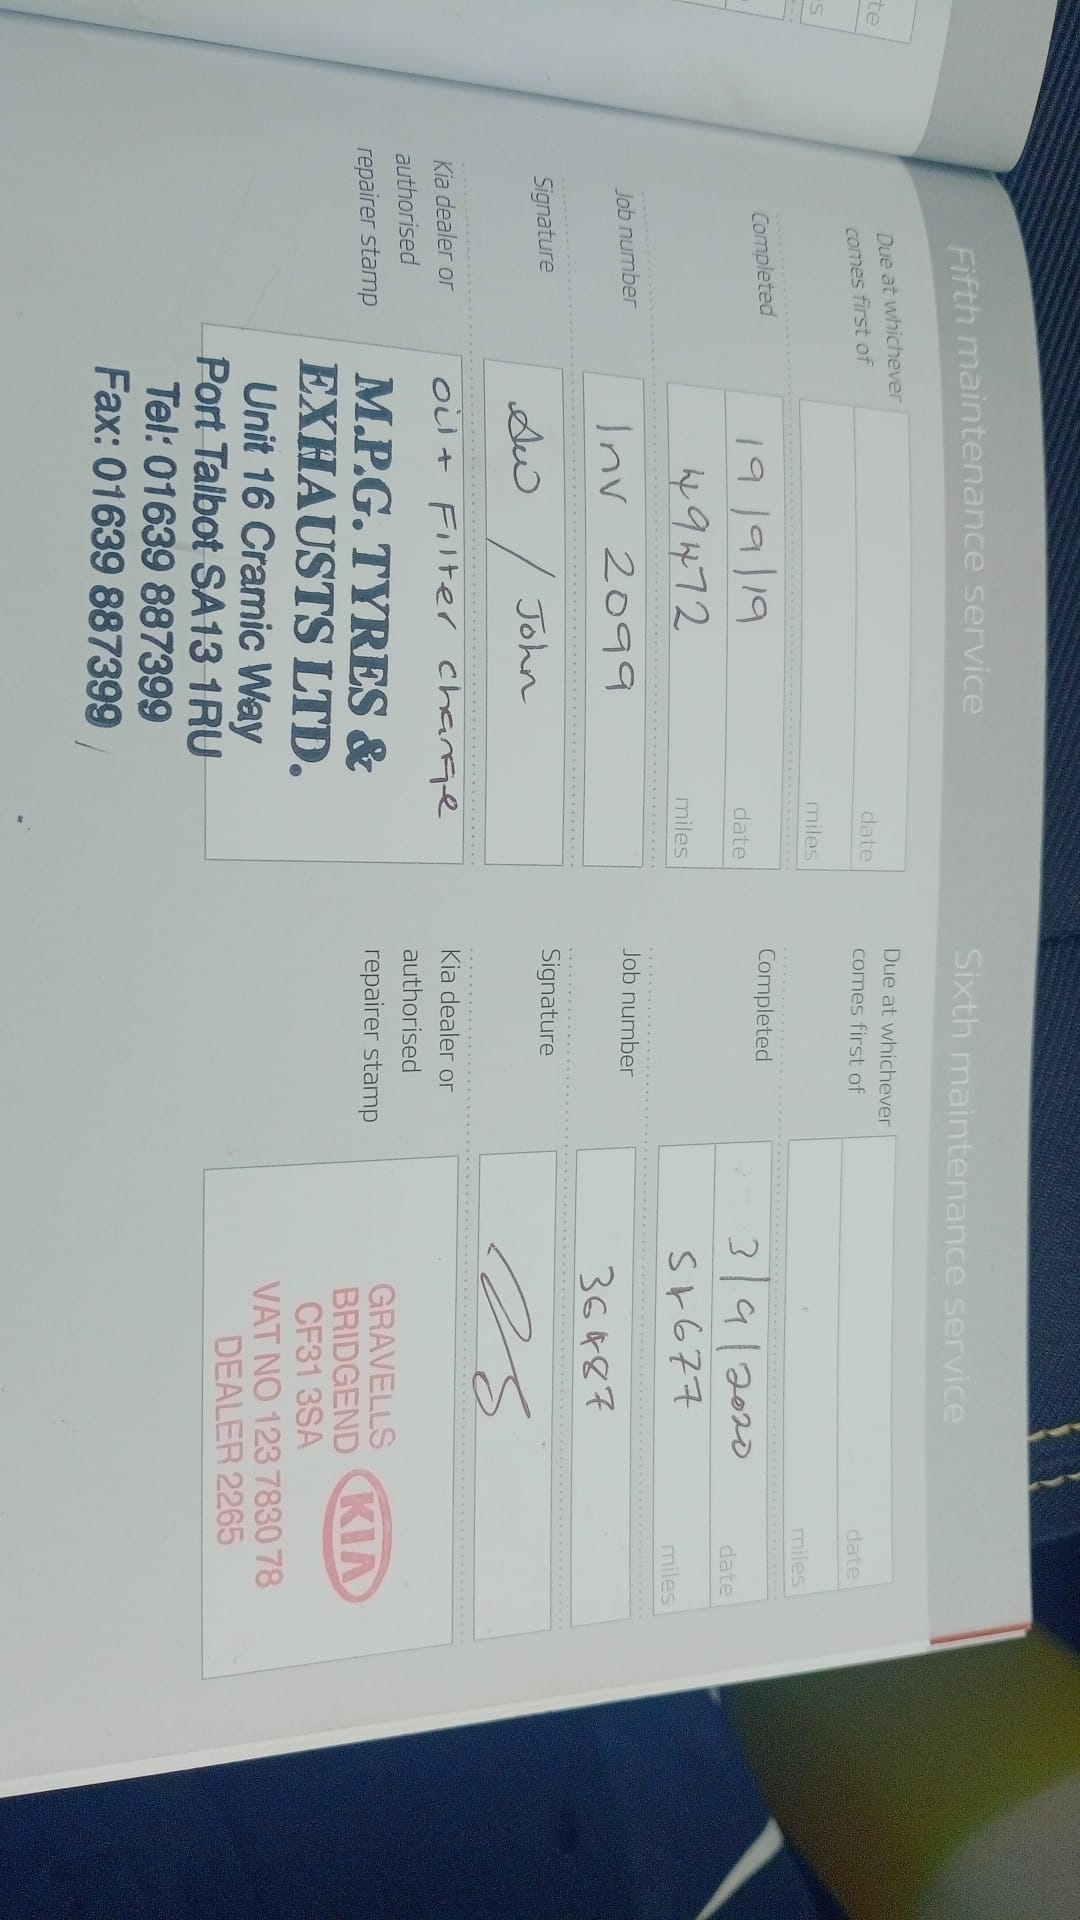 Fifth maintenance service
Due at whichever
comes first of
date
miles
Completed
19/9/19 date
49472 miles
Job number
Inv 2099
Signature
/ John
Kia dealer or
authorised
repairer stamp
oil + Filter change
M.P.G. TYRES &
EXHAUSTS LTD.
Unit 16 Cramic Way
Port Talbot SA13 1RU
Tel: 01639 887399
Fax: 01639 887399
Sixth maintenance service
Due at whichever
comes first of
date
miles
Completed
3/9/2020 date
miles
Job number
36487
Signature
Kia dealer or
authorised
repairer stamp
GRAVELLS
BRIDGEND
KIA
CF31 3SA
VAT NO 123 7830 78
DEALER 2265